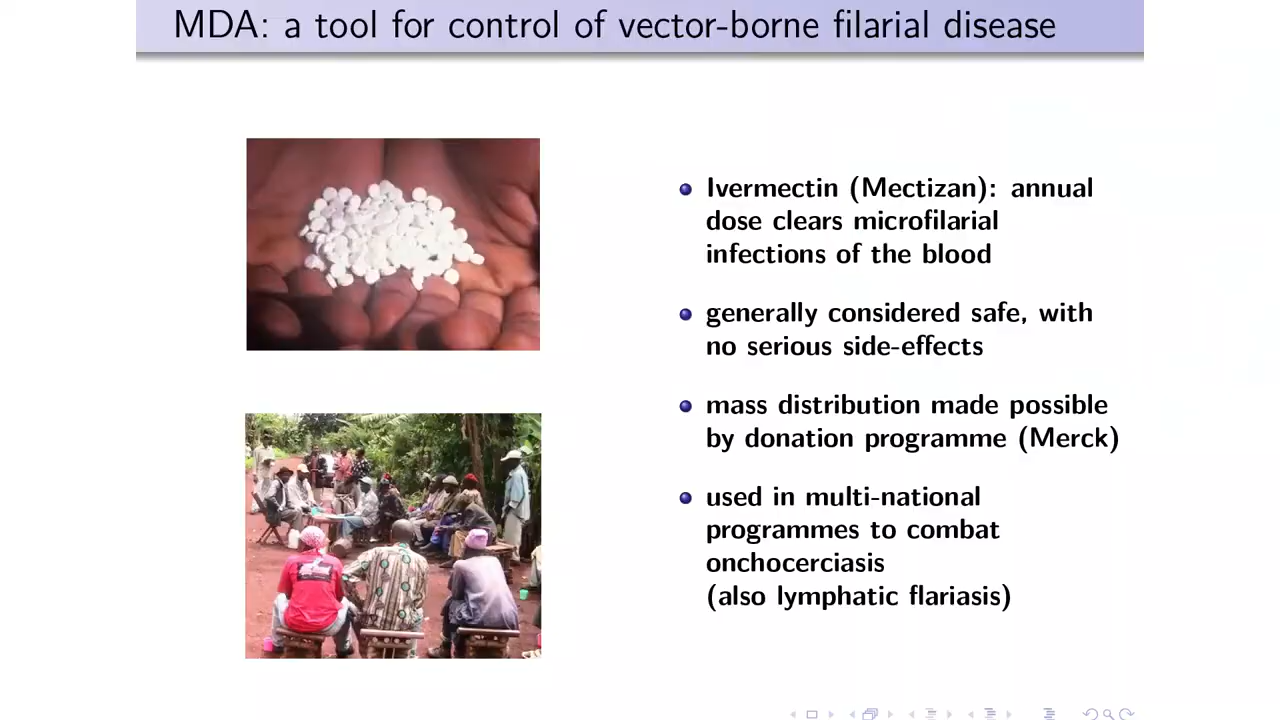 MDA: a tool for control of vector-borne filarial disease
Ivermectin (Mectizan): annual
dose clears microfilarial
infections of the blood
generally considered safe, with
no serious side-effects
mass distribution made possible
by donation programme (Merck)
used in multi-national
programmes to combat
onchocerciasis
(also lymphatic flariasis)